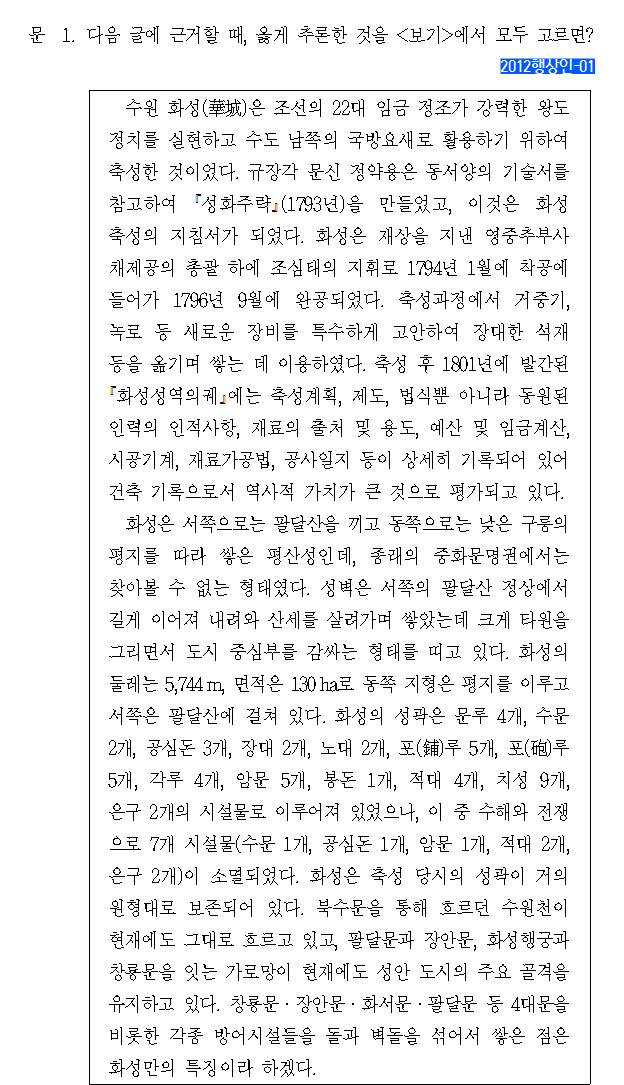 문 1. 다음 글에 근거할 때, 옳게 추론한 것을 <보기>에서 모두 고르면?
2012행상인-01
수원 화성(華城)은 조선의 22대 임금 정조가 강력한 왕도
정치를 실현하고 수도 남쪽의 국방요새로 활용하기 위하여
축성한 것이었다. 규장각 문신 정약용은 동서양의 기술서를
참고하여 『성화주략』(1793년)을 만들었고, 이것은 화성
축성의 지침서가 되었다. 화성은 재상을 지낸 영중추부사
채제공의 총괄 하에 조심태의 지휘로 1794년 1월에 착공에
들어가 1796년 9월에 완공되었다. 축성과정에서 거중기,
녹로 등 새로운 장비를 특수하게 고안하여 장대한 석재
등을 옮기며 쌓는 데 이용하였다. 축성 후 1801년에 발간된
『화성성역의궤』에는 축성계획, 제도, 법식뿐 아니라 동원된
인력의 인적사항, 재료의 출처 및 용도, 예산 및 임금계산,
시공기계, 재료가공법, 공사일지 등이 상세히 기록되어 있어
건축 기록으로서 역사적 가치가 큰 것으로 평가되고 있다.
화성은 서쪽으로는 팔달산을 끼고 동쪽으로는 낮은 구릉의
평지를 따라 쌓은 평산성인데, 종래의 중화문명권에서는
찾아볼 수 없는 형태였다. 성벽은 서쪽의 팔달산 정상에서
길게 이어져 내려와 산세를 살려가며 쌓았는데 크게 타원을
그리면서 도시 중심부를 감싸는 형태를 띠고 있다. 화성의
둘레는 5,744 m, 면적은 130 ha로 동쪽 지형은 평지를 이루고
서쪽은 팔달산에 걸쳐 있다. 화성의 성곽은 문루 4개, 수문
2개, 공심돈 3개, 장대 2개, 노대 2개, 포(鋪)루 5개, 포(砲)루
5개, 각루 4개, 암문 5개, 봉돈 1개, 적대 4개, 치성 9개,
은구 2개의 시설물로 이루어져 있었으나, 이 중 수해와 전쟁
으로 7개 시설물(수문 1개, 공심돈 1개, 암문 1개, 적대 2개,
은구 2개)이 소멸되었다. 화성은 축성 당시의 성곽이 거의
원형대로 보존되어 있다. 북수문을 통해 흐르던 수원천이
현재에도 그대로 흐르고 있고, 팔달문과 장안문, 화성행궁과
창룡문을 잇는 가로망이 현재에도 성안 도시의 주요 골격을
유지하고 있다. 창룡문·장안문·화서문·팔달문 등 4대문을
비롯한 각종 방어시설들을 돌과 벽돌을 섞어서 쌓은 점은
화성만의 특징이라 하겠다.